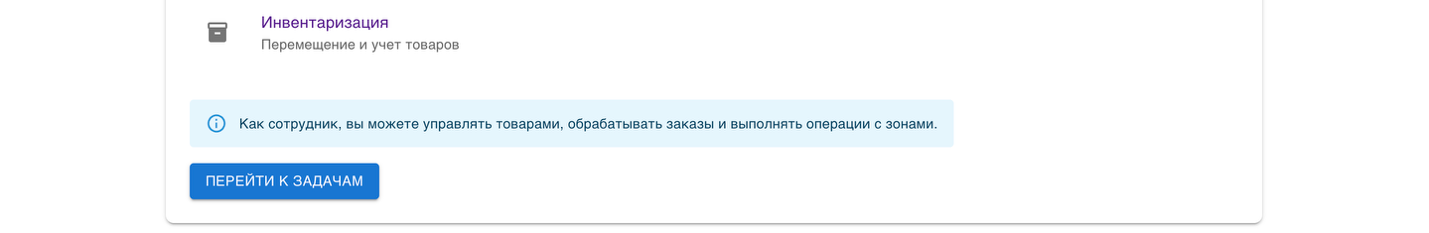 Инвентаризация
Перемещение и учет товаров
Как сотрудник, вы можете управлять товарами, обрабатывать заказы и выполнять операции с зонами.
ПЕРЕЙТИ К ЗАДАЧАМ